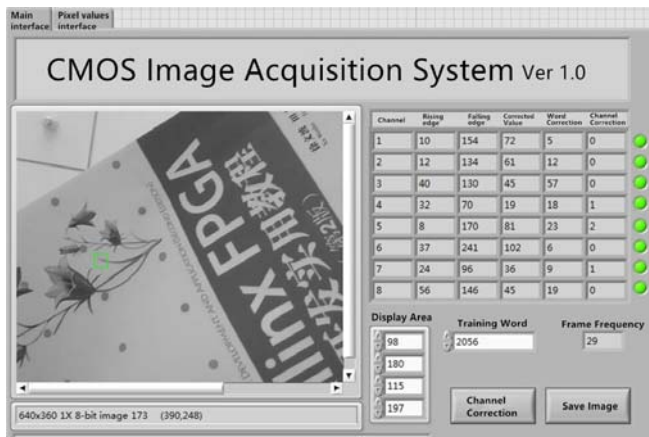 Main interface
Pixel values interface
CMOS Image Acquisition System Ver 1.0
Xilinx FPGA
DEVELOPMENT AND APPLICATION
Channel Rising edge Falling edge Corrected Value Word Correction Channel Correction
1 10 154 72 5 0
2 12 134 61 12 0
3 40 130 45 57 0
4 32 70 19 18 1
5 8 170 81 23 2
6 37 241 102 6 0
7 24 96 36 9 1
8 56 146 45 19 0
Display Area
98
180
115
197
Training Word
2056
Frame Frequency
29
Channel Correction
Save Image
640x360 1X 8-bit image 173 (390,248)